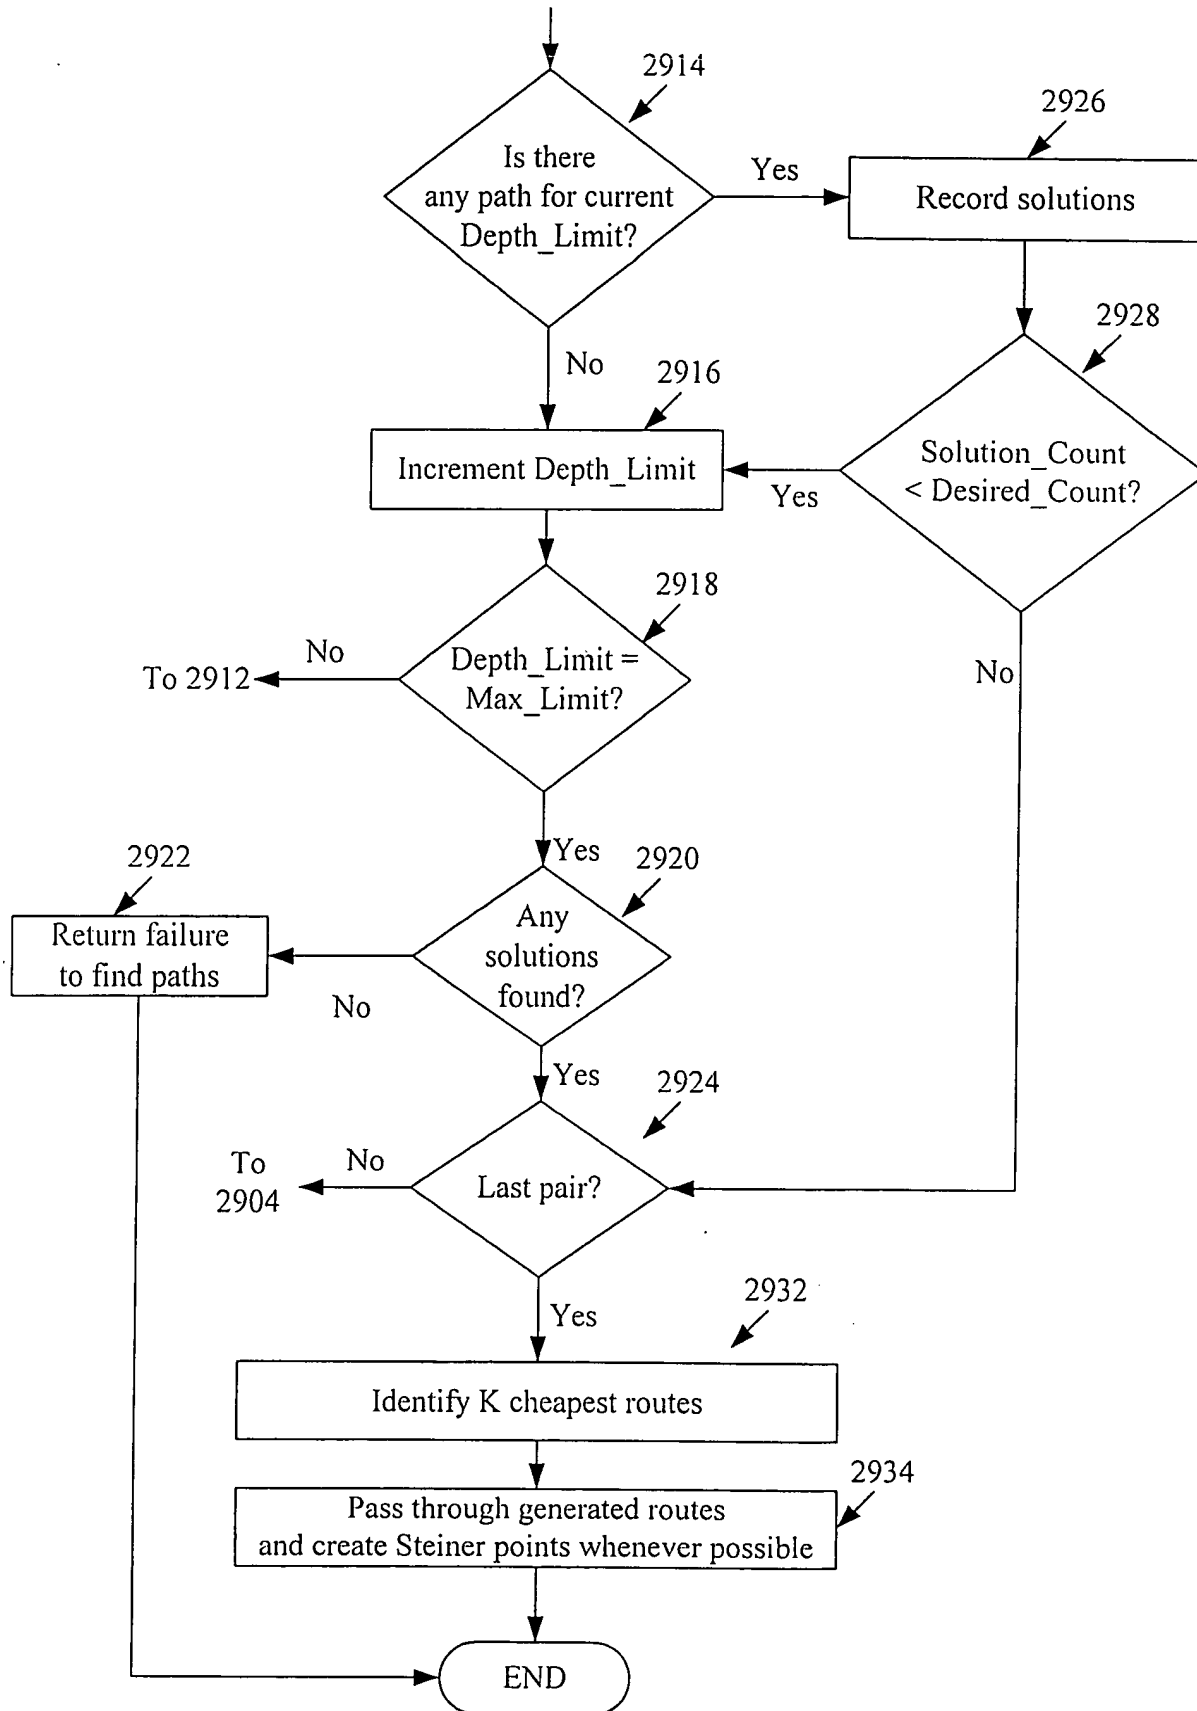 2914
Is there
any path for current
Depth_Limit?
Yes
2926
Record solutions
No
2916
Increment Depth_Limit
2928
Solution_Count
< Desired_Count?
Yes
No
2918
Depth_Limit =
Max_Limit?
No
To 2912
Yes
2920
Any
solutions
found?
No
2922
Return failure
to find paths
Yes
2924
Last pair?
No
To
2904
Yes
2932
Identify K cheapest routes
2934
Pass through generated routes
and create Steiner points whenever possible
END